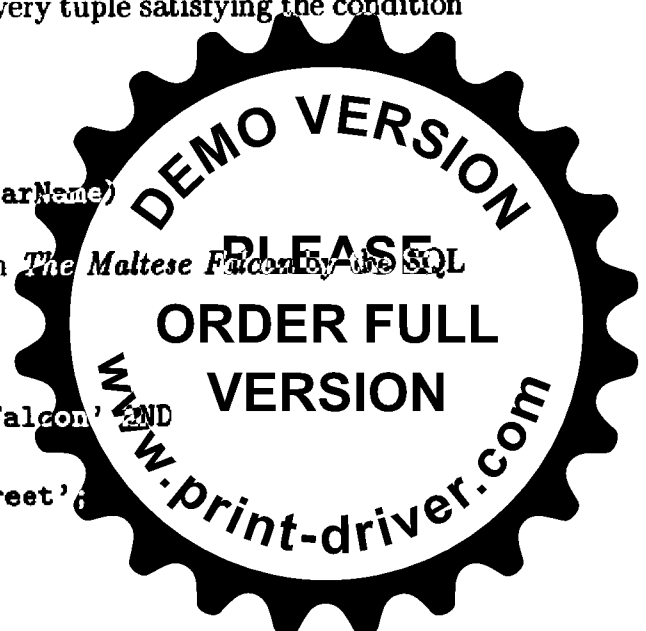 very tuple satisfying the condition
DEMO VERSION
arName)
PLEASE
n The Maltese Falcon by the SQL
ORDER FULL
VERSION
Falcon' AND
reet';
www.print-driver.com